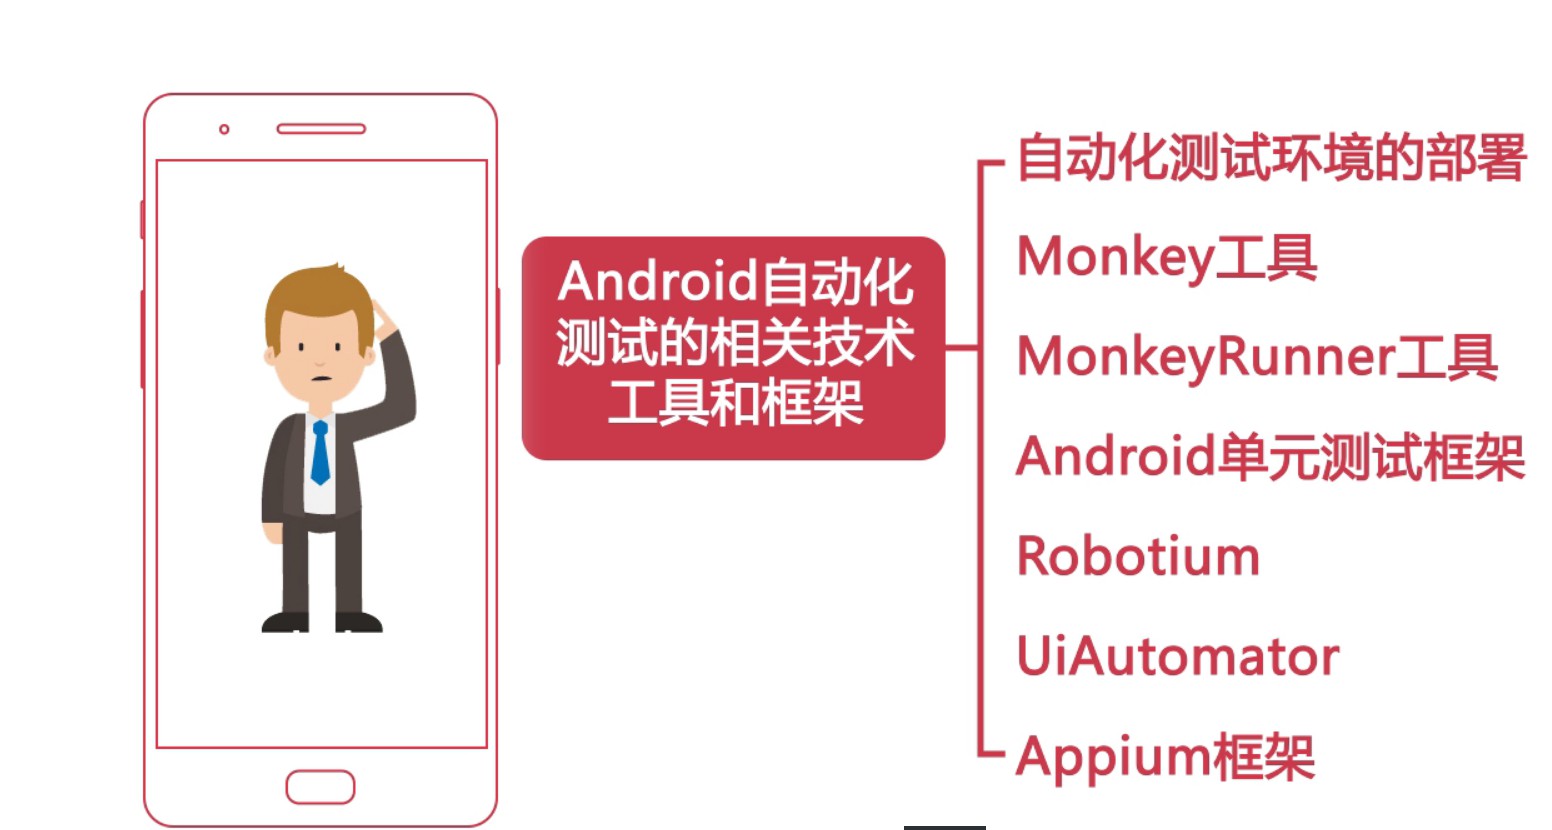 Android自动化
测试的相关技术
工具和框架
自动化测试环境的部署
Monkey工具
MonkeyRunner工具
Android单元测试框架
Robotium
UiAutomator
Appium框架